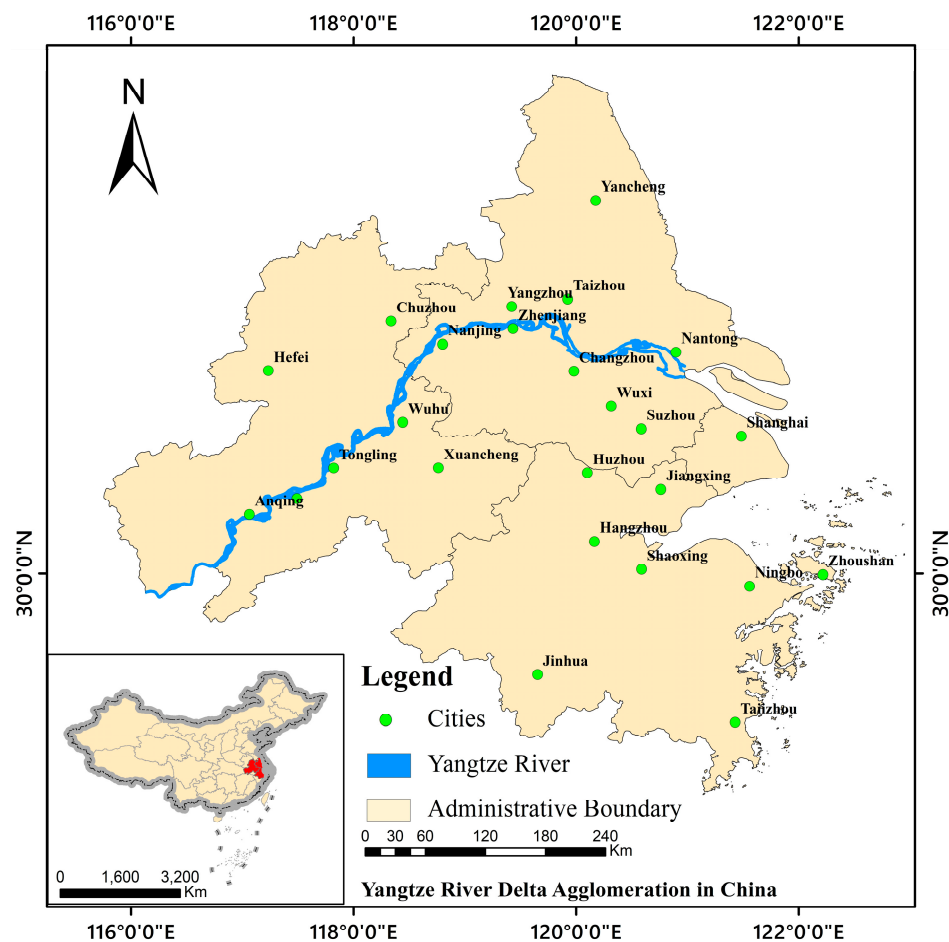 116°0'0"E 118°0'0"E 120°0'0"E 122°0'0"E
N
Yancheng
Taizhou
Yangzhou
Chuzhou
Zhenjiang
Nanjing
Nantong
Hefei
Changzhou
Wuxi
Wuhu
Suzhou
Shanghai
Tongling
Xuancheng
Huzhou
Jiangxing
Anqing
Hangzhou
Shaoxing
Zhoushan
Ningbo
30°0'0"N 30°0'0"N
Jinhua
Taizhou
Legend
Cities
Yangtze River
Administrative Boundary
0 30 60 120 180 240
Km
0 1,600 3,200
Km
Yangtze River Delta Agglomeration in China
116°0'0"E 118°0'0"E 120°0'0"E 122°0'0"E